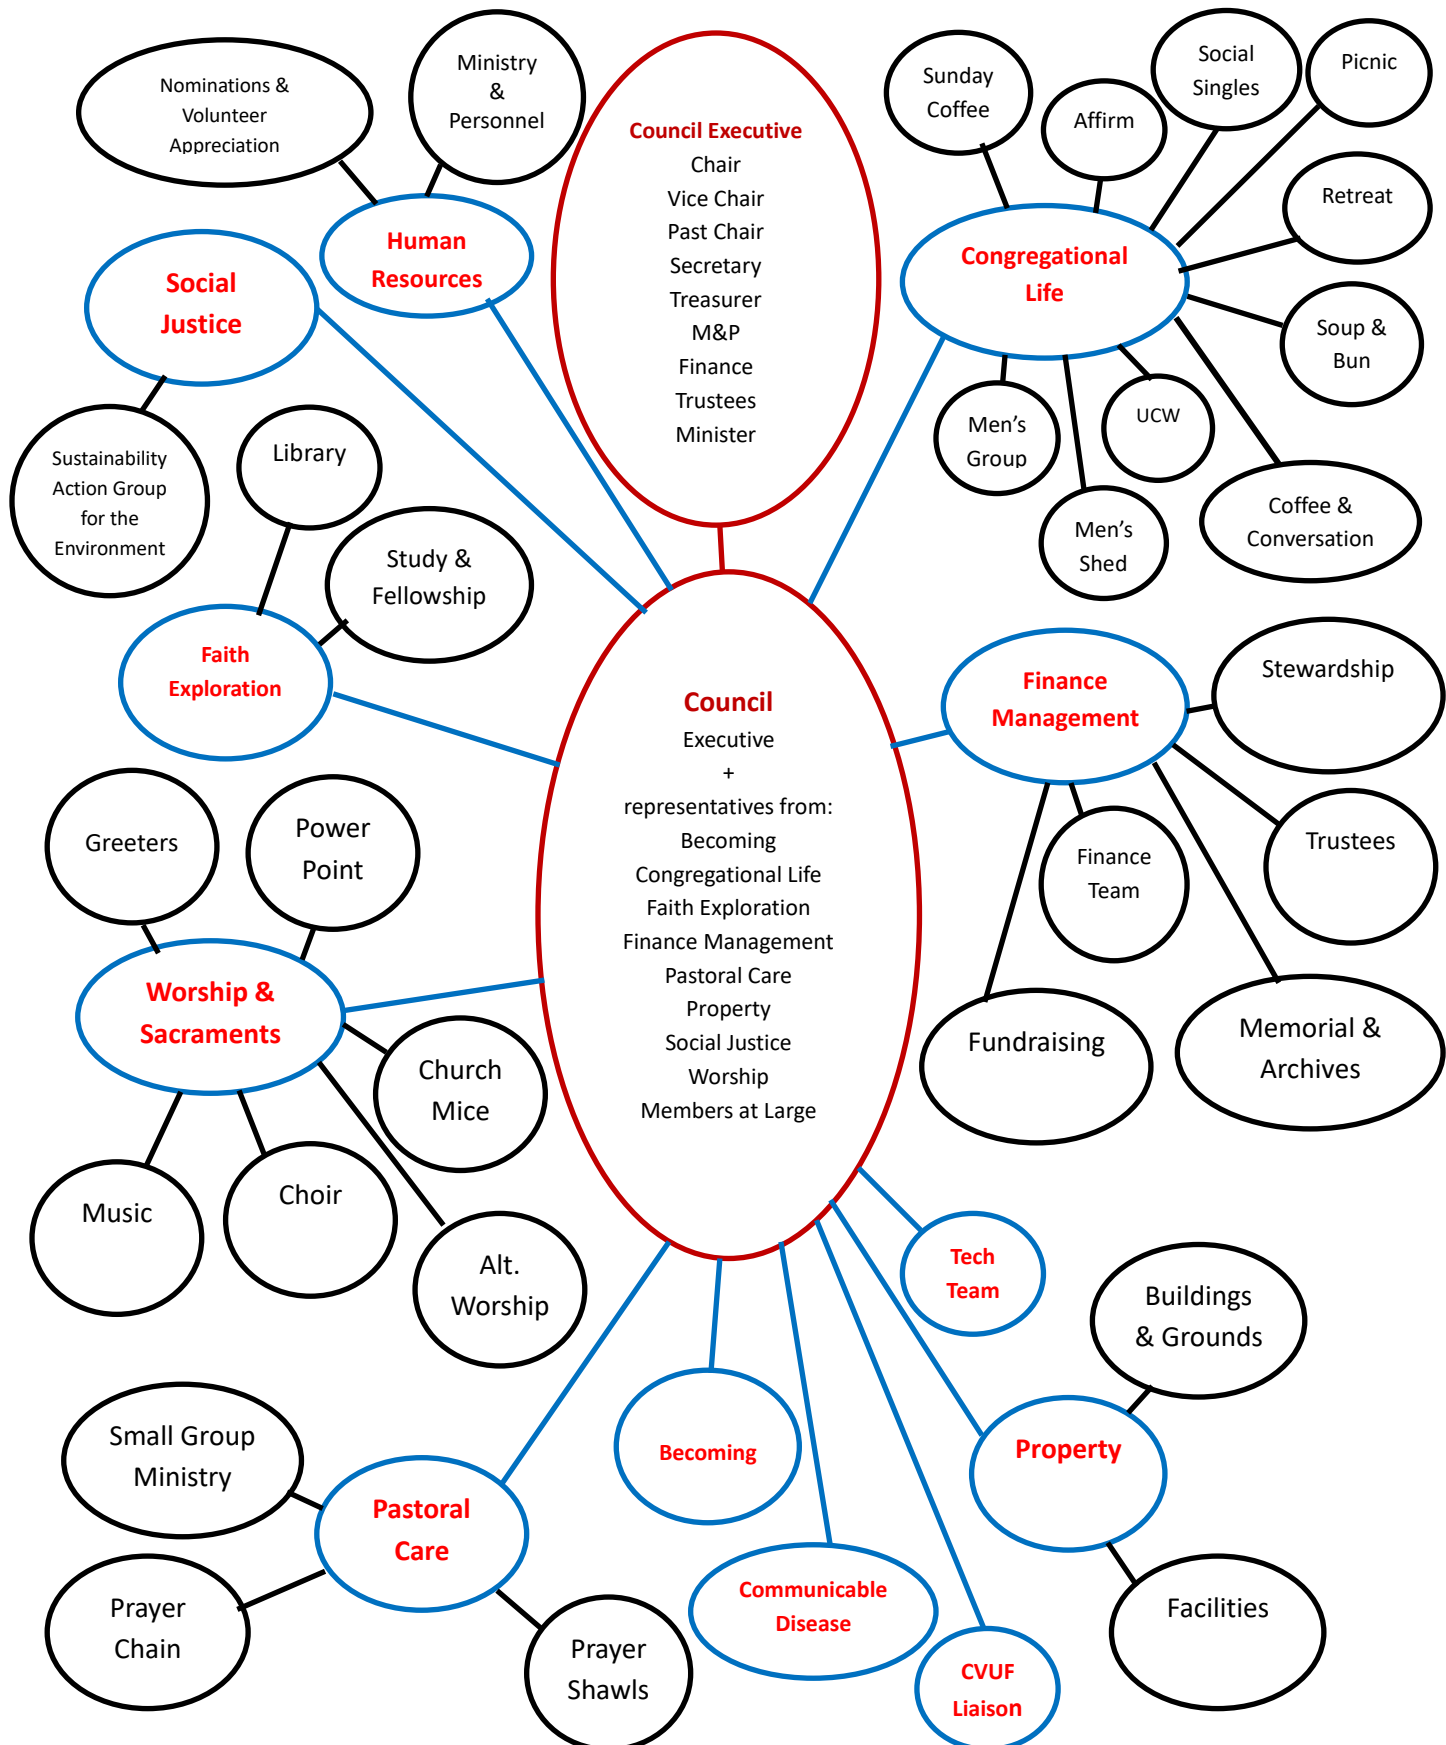 Nominations &
Volunteer
Appreciation
Ministry
&
Personnel
Human
Resources
Social
Justice
Sustainability
Action Group
for the
Environment
Library
Study &
Fellowship
Faith
Exploration
Council Executive
Chair
Vice Chair
Past Chair
Secretary
Treasurer
M&P
Finance
Trustees
Minister
Sunday
Coffee
Affirm
Social
Singles
Picnic
Retreat
Congregational
Life
Soup &
Bun
Men's
Group
UCW
Men's
Shed
Coffee &
Conversation
Council
Executive
+
representatives from:
Becoming
Congregational Life
Faith Exploration
Finance Management
Pastoral Care
Property
Social Justice
Worship
Members at Large
Finance
Management
Stewardship
Trustees
Finance
Team
Fundraising
Memorial &
Archives
Greeters
Power
Point
Worship &
Sacraments
Church
Mice
Music
Choir
Alt.
Worship
Tech
Team
Buildings
& Grounds
Property
Facilities
Small Group
Ministry
Pastoral
Care
Prayer
Chain
Prayer
Shawls
Becoming
Communicable
Disease
CVUF
Liaison